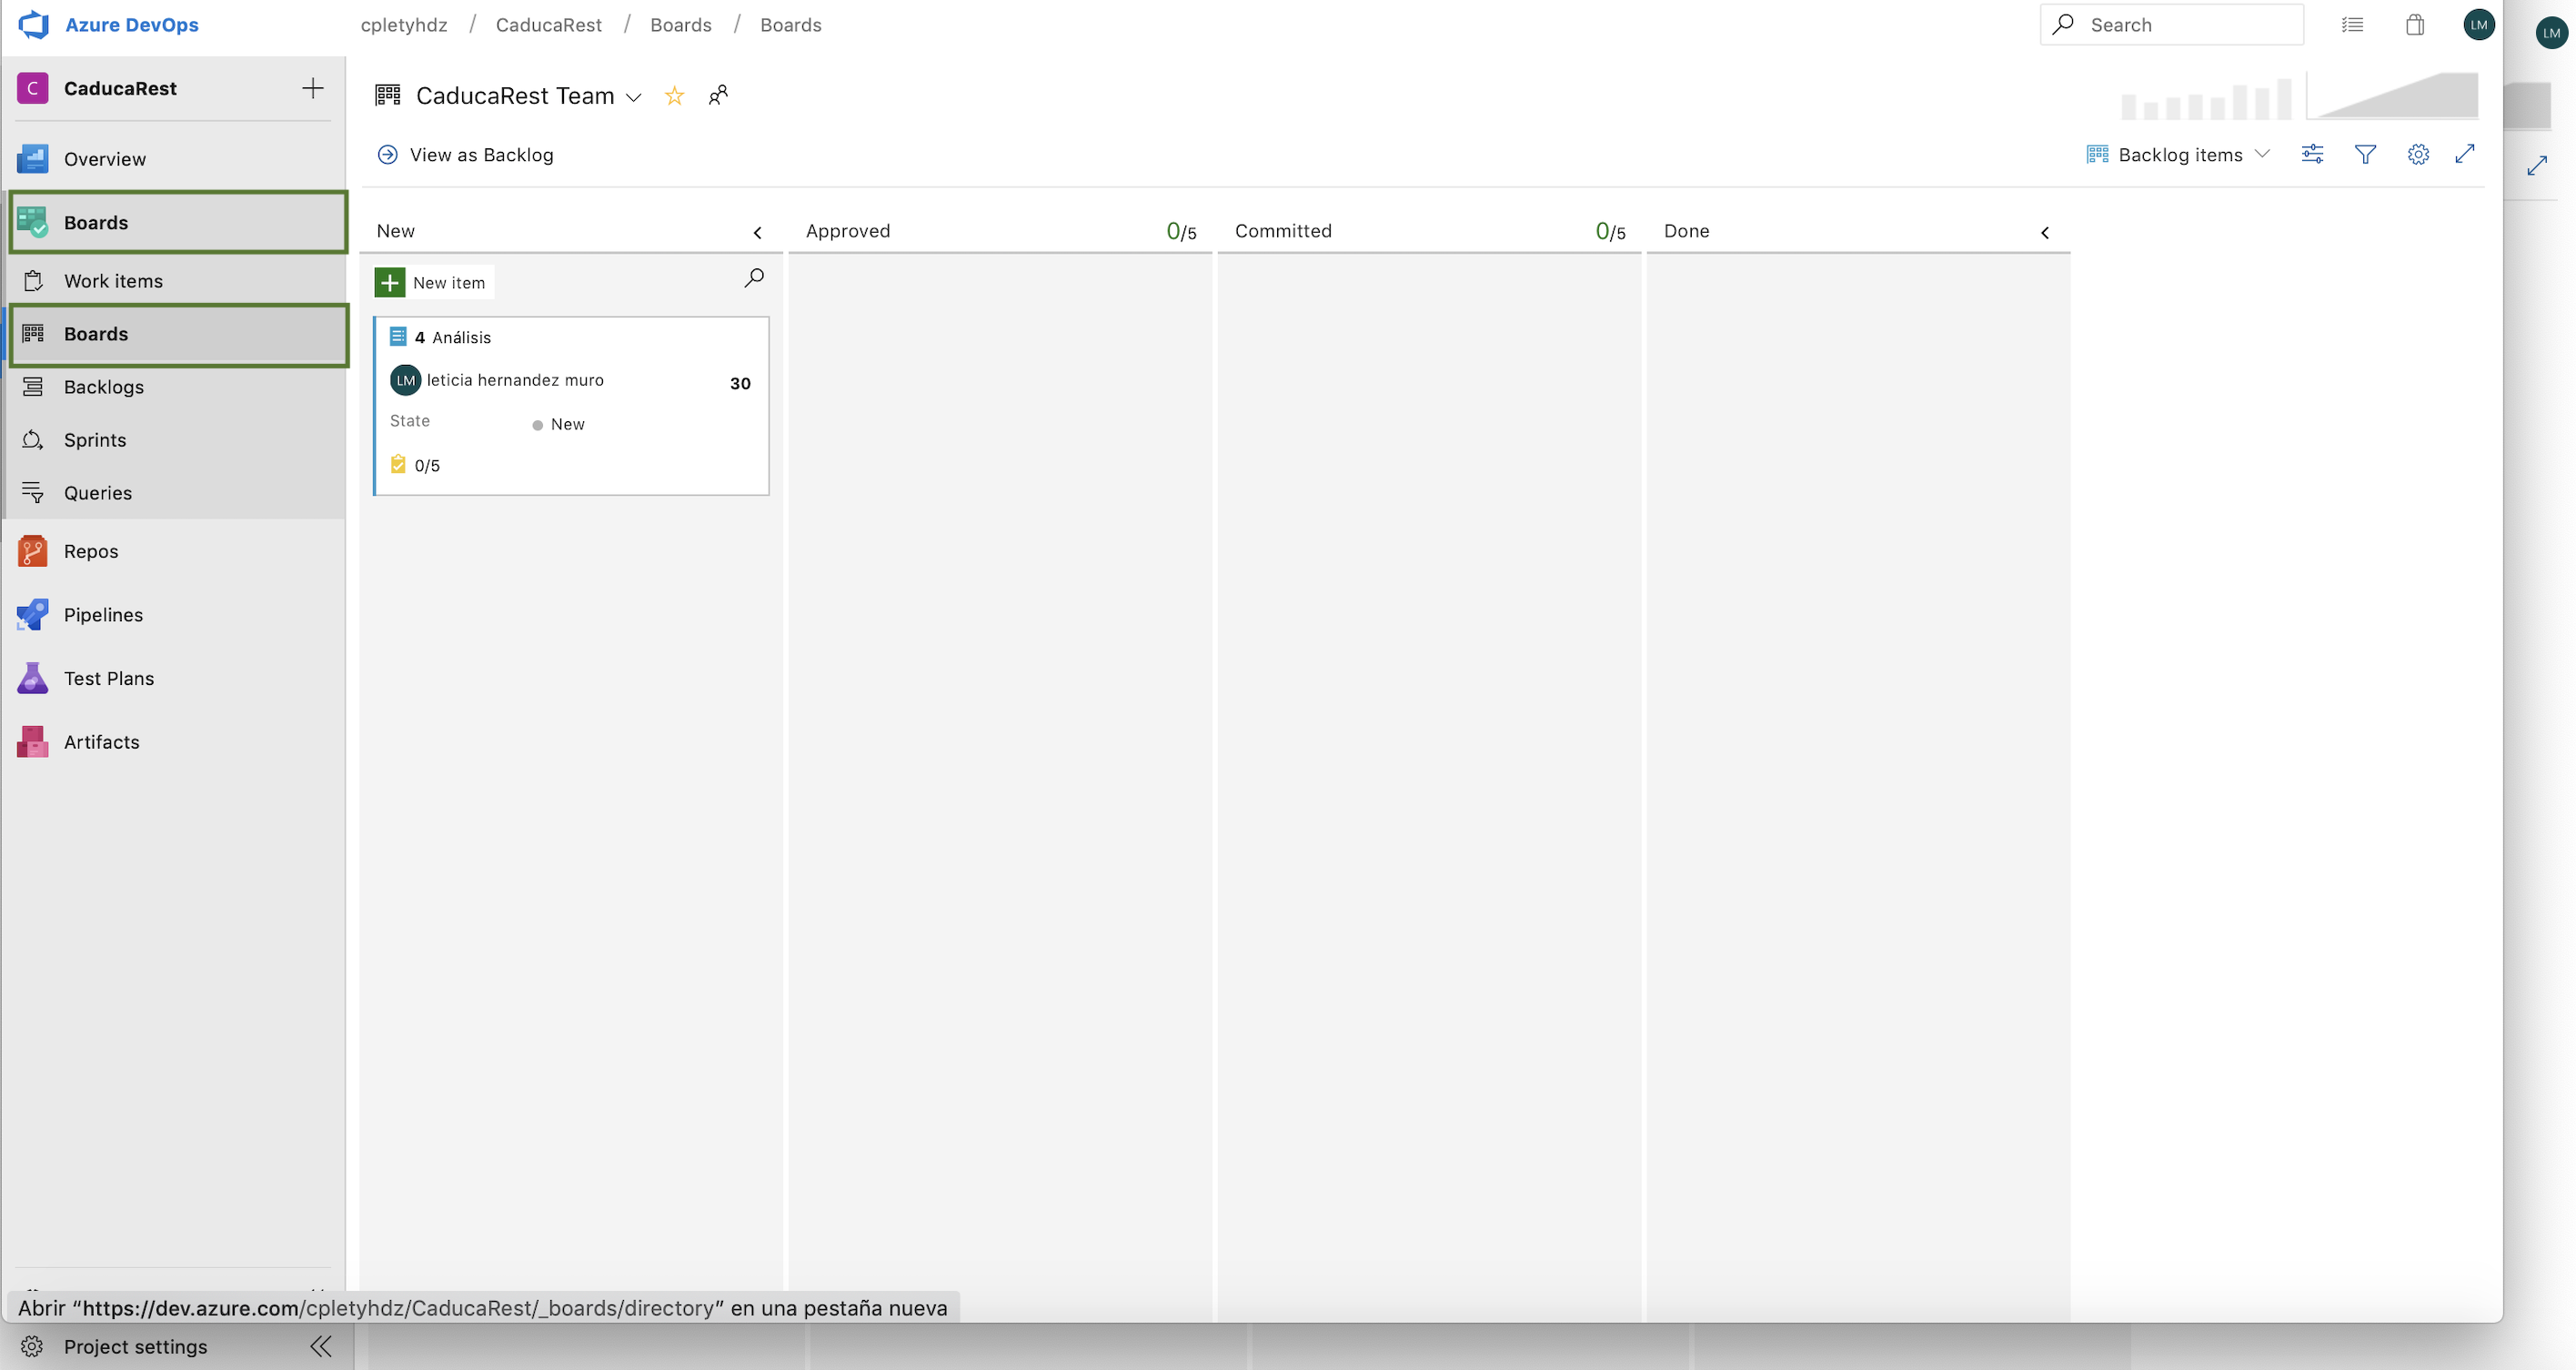 Azure DevOps
cpletyhdz / CaducaRest / Boards / Boards
Search
LM
LM
C CaducaRest
CaducaRest Team
Overview
View as Backlog
Backlog items
Boards
New
Approved 0/5
Committed 0/5
Done
Work items
New item
Boards
4 Análisis
LM leticia hernandez muro 30
Backlogs
State New
Sprints
0/5
Queries
Repos
Pipelines
Test Plans
Artifacts
Abrir “https://dev.azure.com/cpletyhdz/CaducaRest/_boards/directory” en una pestaña nueva
Project settings